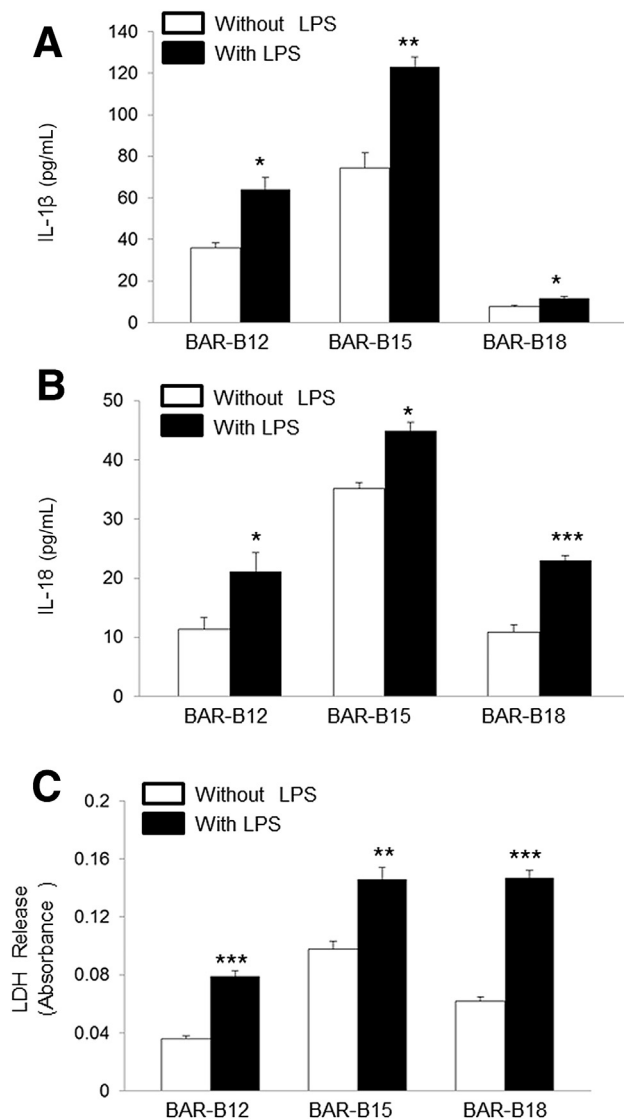 A
Without LPS
With LPS
IL-1β (pg/mL)
140
120
100
80
60
40
20
0
*
**
*
BAR-B12 BAR-B15 BAR-B18
B
Without LPS
With LPS
IL-18 (pg/mL)
50
40
30
20
10
0
*
*
***
BAR-B12 BAR-B15 BAR-B18
C
Without LPS
With LPS
LDH Release
(Absorbance )
0.2
0.16
0.12
0.08
0.04
0
***
**
***
BAR-B12 BAR-B15 BAR-B18